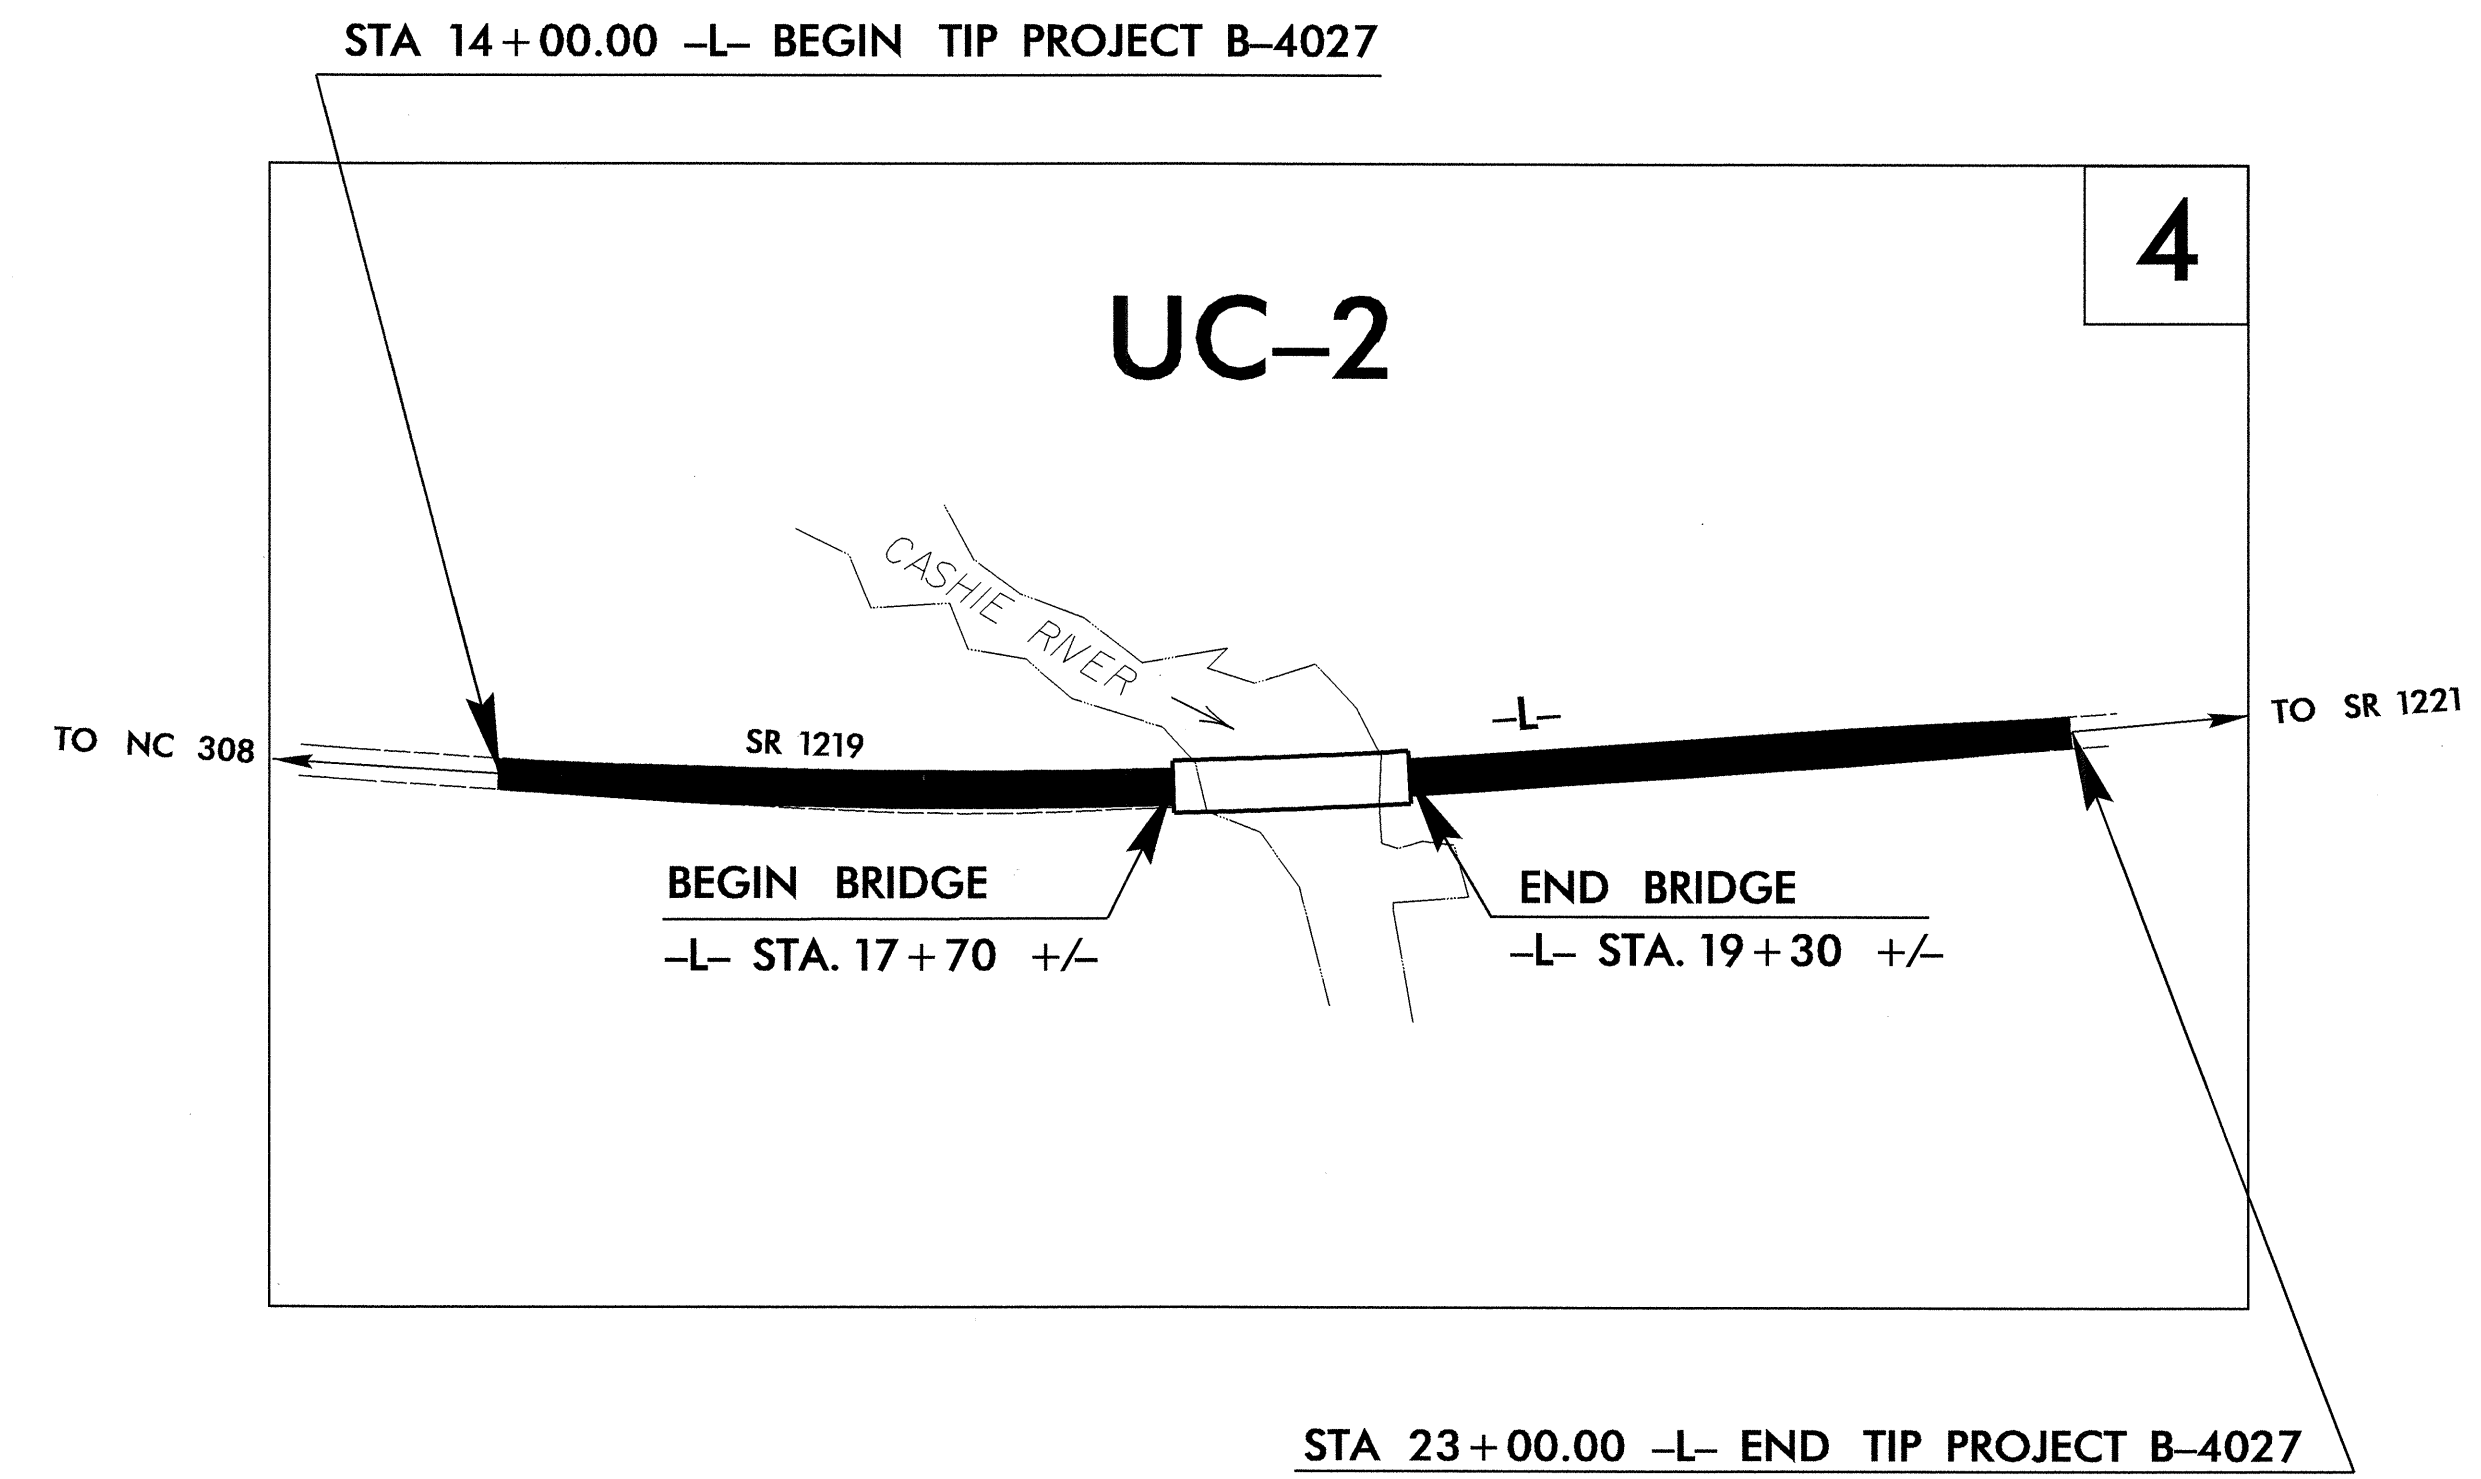 STA 14+00.00 –L– BEGIN TIP PROJECT B–4027
4
UC–2
CASHIE RIVER
–L–
TO SR 1221
TO NC 308
SR 1219
BEGIN BRIDGE
–L– STA. 17+70 +/–
END BRIDGE
–L– STA. 19+30 +/–
STA 23+00.00 –L– END TIP PROJECT B–4027